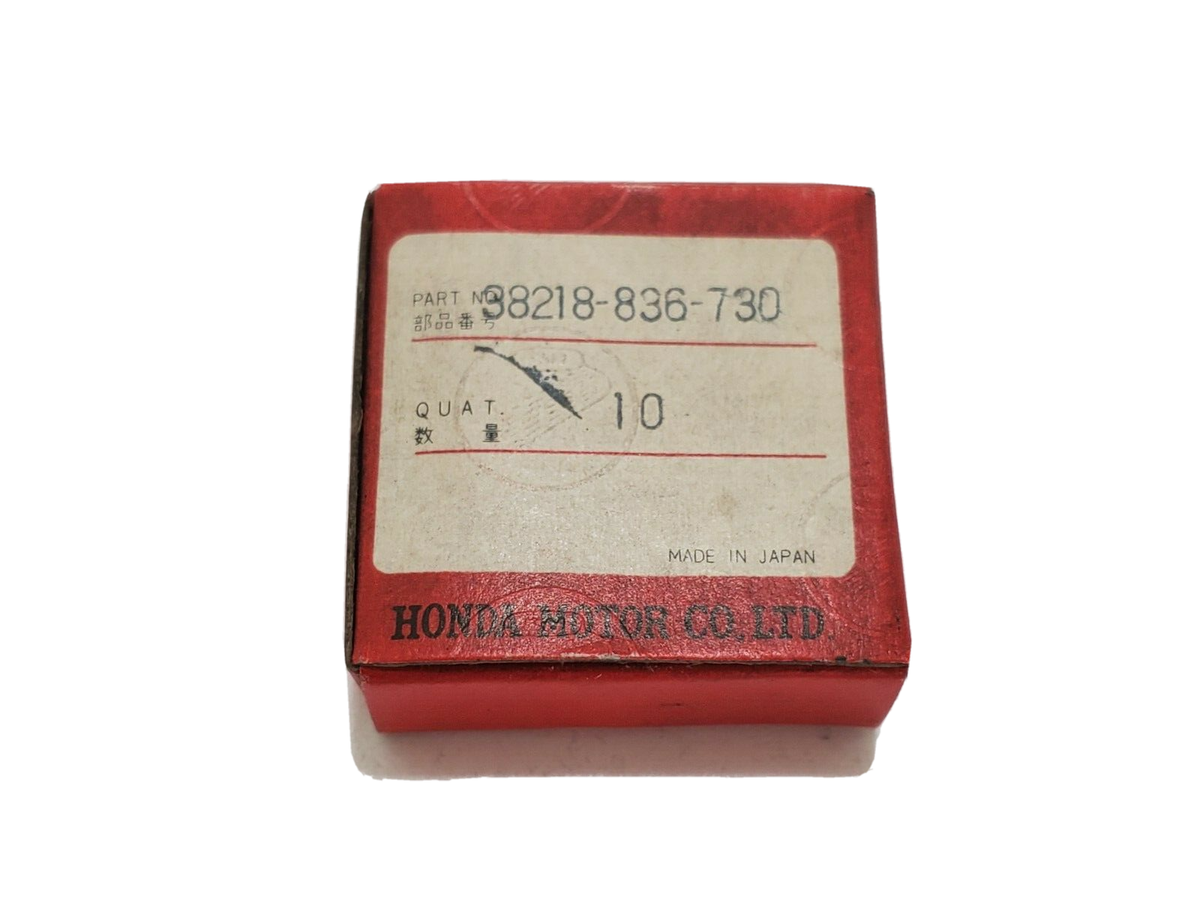 PART NO. 98218-836-730
部品番号
QUAT. 10
数 量
MADE IN JAPAN
HONDA MOTOR CO., LTD.